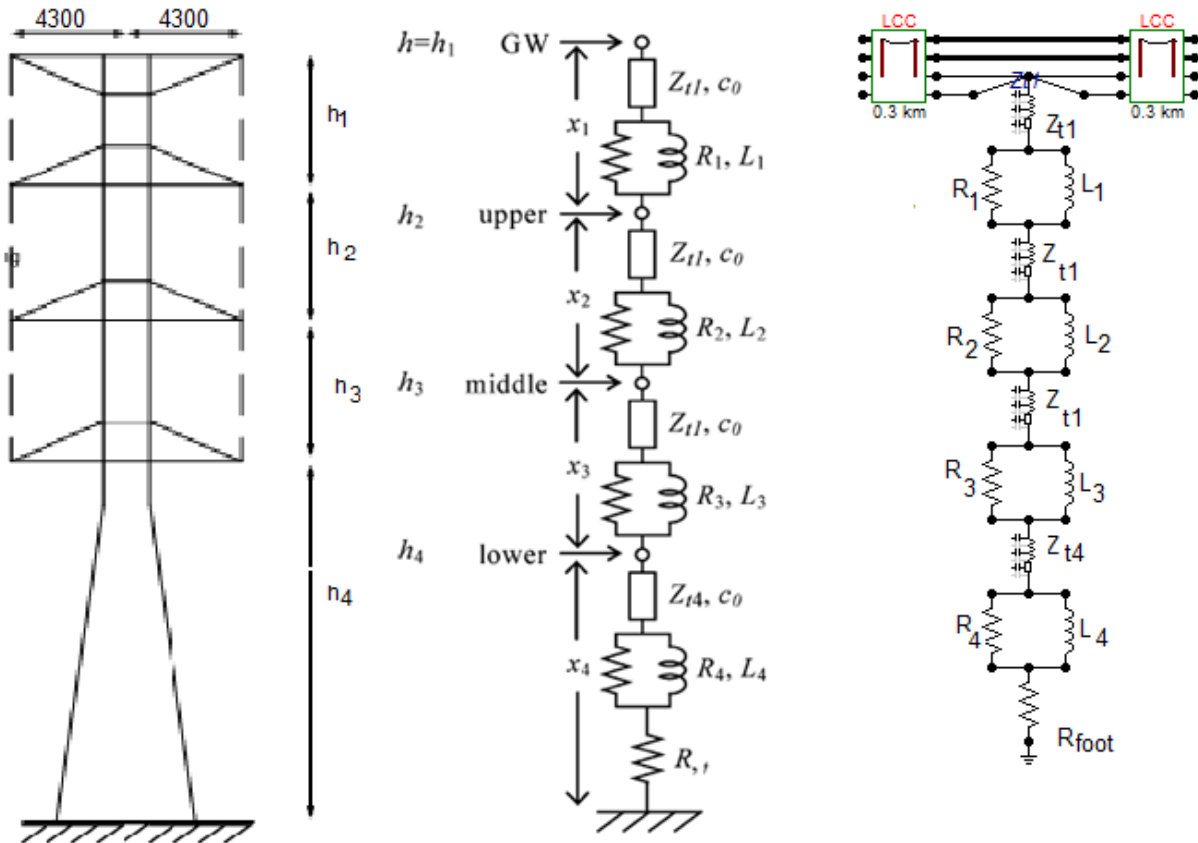 4300 4300
h1
h2
h3
h4
h=h1 GW
Zt1, c0
x1
R1, L1
h2 upper
Zt1, c0
x2
R2, L2
h3 middle
Zt1, c0
x3
R3, L3
h4 lower
Zt4, c0
x4
R4, L4
LCC LCC
0.3 km 0.3 km
Zt1
Zt1
R1 L1
Zt1
R2 L2
Zt1
R3 L3
Zt4
R4 L4
Rfoot